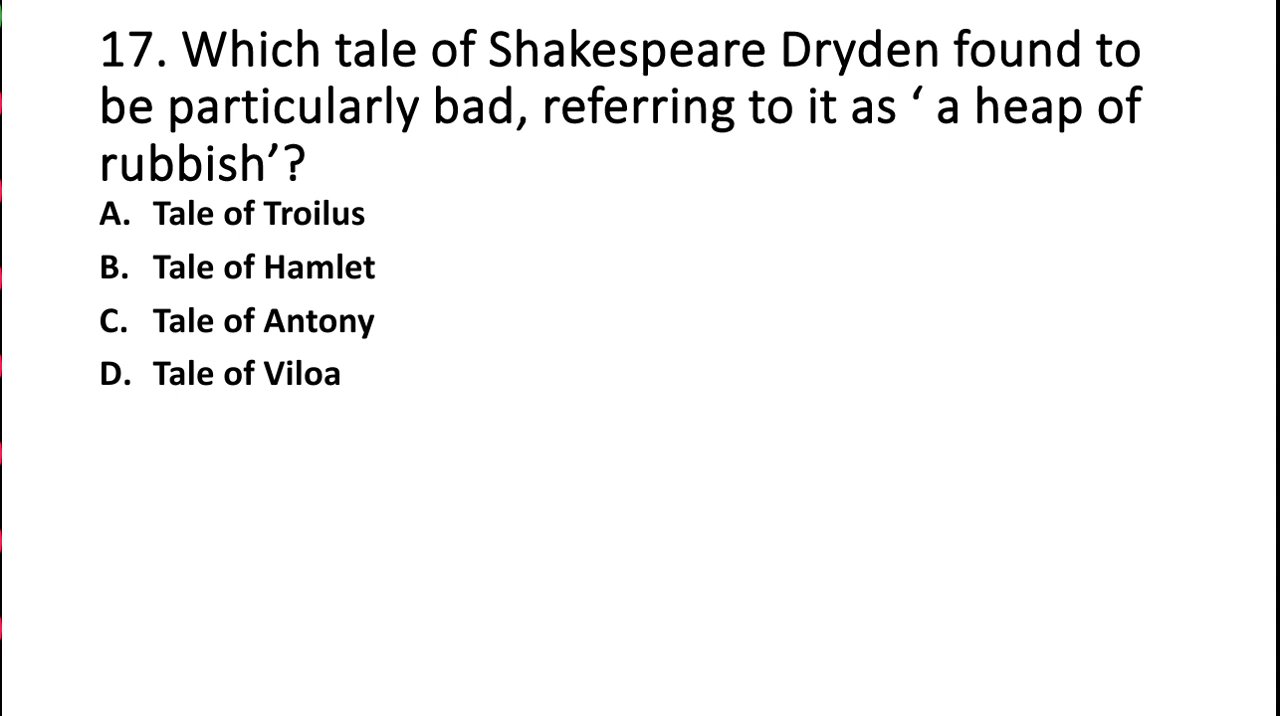 17. Which tale of Shakespeare Dryden found to
be particularly bad, referring to it as ‘ a heap of
rubbish’?
A. Tale of Troilus
B. Tale of Hamlet
C. Tale of Antony
D. Tale of Viloa